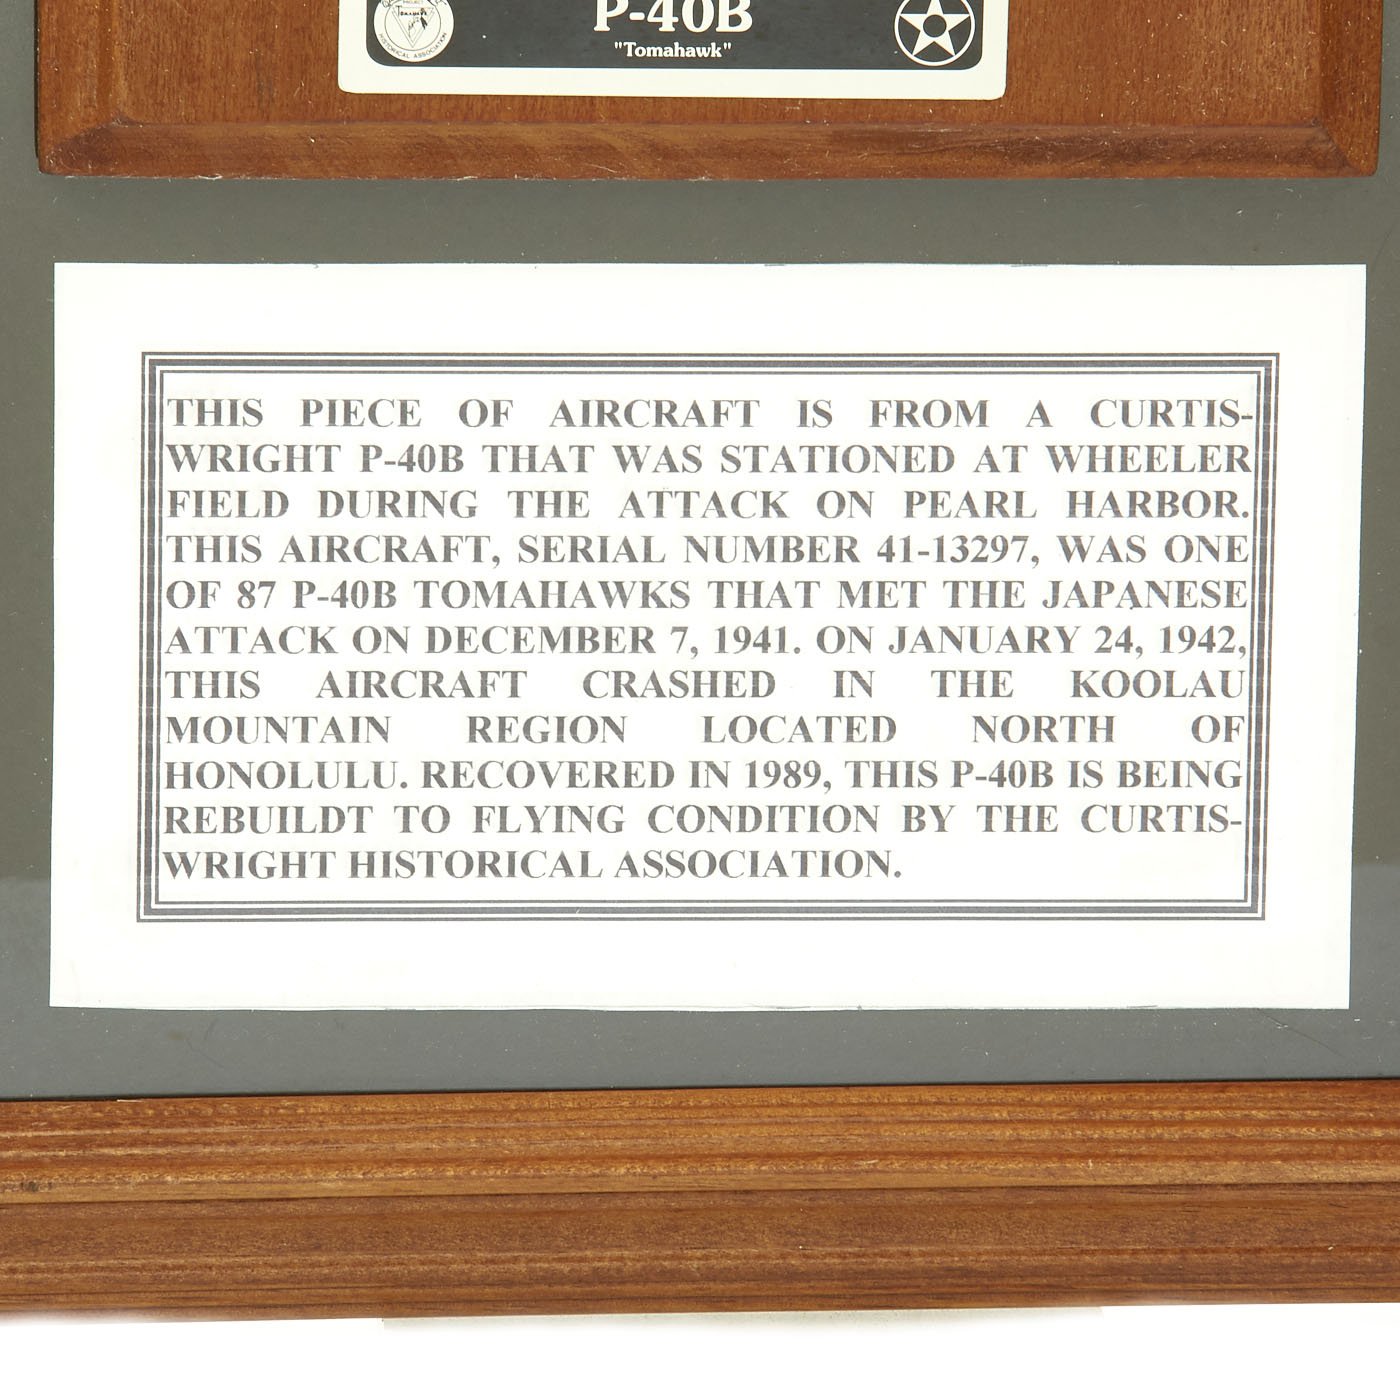 PROJECT
TOMAHAWK
HISTORICAL ASSOCIATION
P-40B
"Tomahawk"
THIS PIECE OF AIRCRAFT IS FROM A CURTIS-
WRIGHT P-40B THAT WAS STATIONED AT WHEELER
FIELD DURING THE ATTACK ON PEARL HARBOR.
THIS AIRCRAFT, SERIAL NUMBER 41-13297, WAS ONE
OF 87 P-40B TOMAHAWKS THAT MET THE JAPANESE
ATTACK ON DECEMBER 7, 1941. ON JANUARY 24, 1942,
THIS AIRCRAFT CRASHED IN THE KOOLAU
MOUNTAIN REGION LOCATED NORTH OF
HONOLULU. RECOVERED IN 1989, THIS P-40B IS BEING
REBUILDT TO FLYING CONDITION BY THE CURTIS-
WRIGHT HISTORICAL ASSOCIATION.